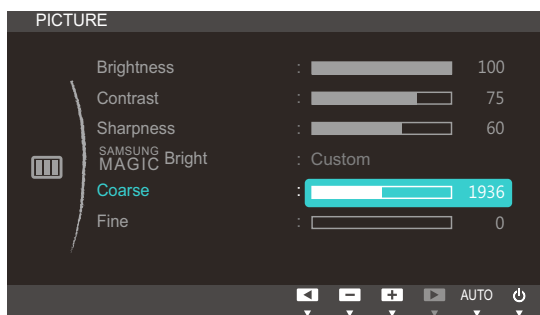 PICTURE
Brightness : 100
Contrast : 75
Sharpness : 60
SAMSUNG MAGIC Bright : Custom
Coarse : 1936
Fine : 0
AUTO